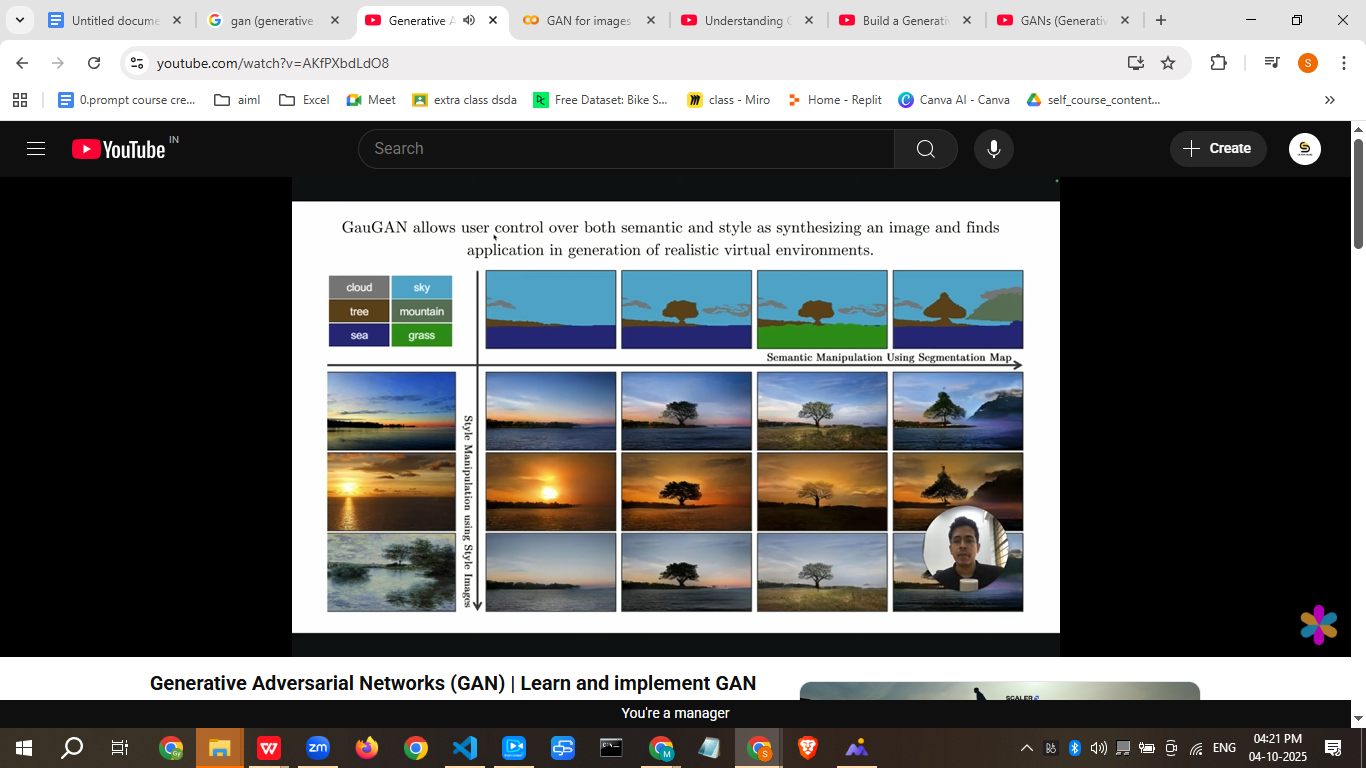 Untitled docume
gan (generative
Generative A
GAN for images
Understanding
Build a Generati
GANs (Generativ
youtube.com/watch?v=AKfPXbdLdO8
S
0.prompt course cre...
aiml
Excel
Meet
extra class dsda
Free Dataset: Bike S...
class - Miro
Home - Replit
Canva AI - Canva
self_course_content...
YouTube IN
Search
Create
GauGAN allows user control over both semantic and style as synthesizing an image and finds
application in generation of realistic virtual environments.
cloud sky
tree mountain
sea grass
Semantic Manipulation Using Segmentation Map
Style Manipulation using Style Images
Generative Adversarial Networks (GAN) | Learn and implement GAN
SCALER
You're a manager
zm
ENG
04:21 PM
04-10-2025